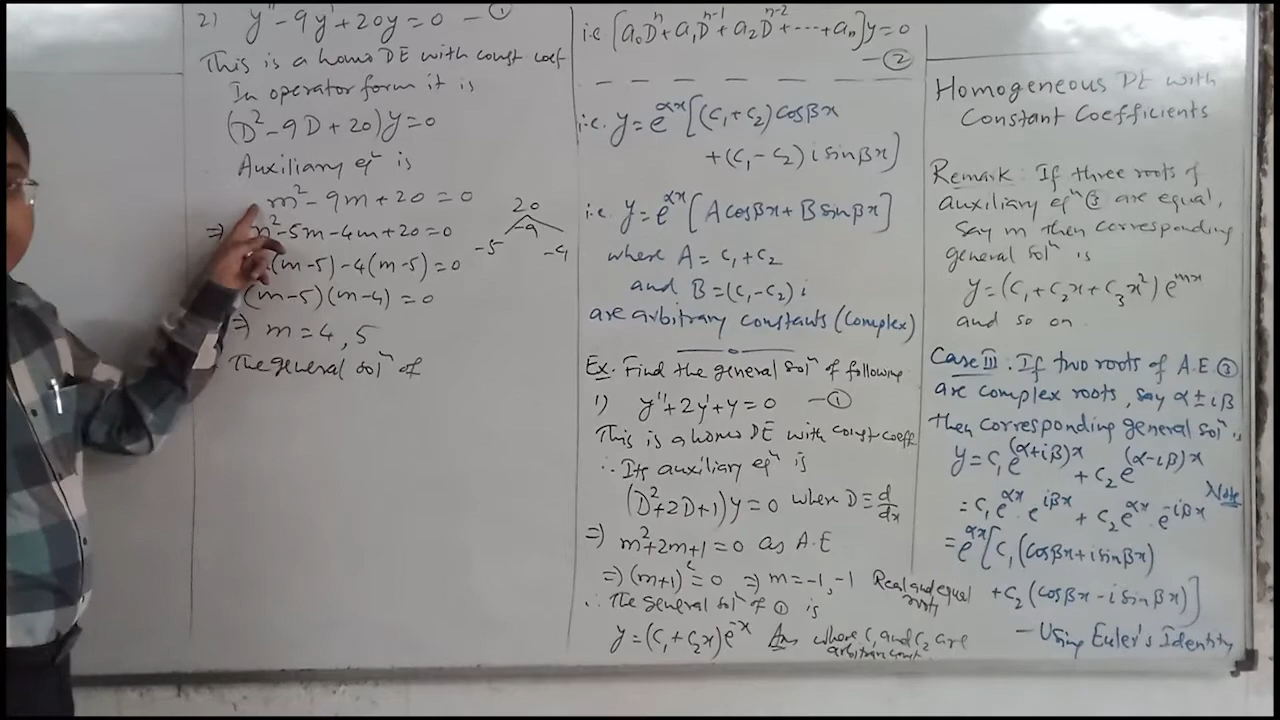 2) y'' - 9y' + 20y = 0 — ①
This is a homo DE with const coef
In operator form it is
(D² - 9D + 20)y = 0
Auxiliary eqⁿ is
m² - 9m + 20 = 0
⇒ m² - 5m - 4m + 20 = 0
(m-5) - 4(m-5) = 0
(m-5)(m-4) = 0
⇒ m = 4, 5
The general solⁿ of
20
-9
-5 -4
i.e [a₀Dⁿ + a₁Dⁿ⁻¹ + a₂Dⁿ⁻² + ---- + aₙ]y = 0
— ②
i.e. y = e^{αx} [(C₁+C₂) cosβx
+ (C₁-C₂) i sinβx]
i.e. y = e^{αx} [A cosβx + B sinβx]
where A = C₁+C₂
and B = (C₁-C₂) i
are arbitrary constants (Complex)
Ex. Find the general solⁿ of following
1) y'' + 2y' + y = 0 — ①
This is a homo DE with const-coeff
∴ Its auxiliary eqⁿ is
(D²+2D+1)y = 0 where D = d/dx
⇒ m²+2m+1 = 0 as A.E
⇒ (m+1)² = 0 ⇒ m = -1, -1 Real and equal roots
∴ The general solⁿ of ① is
y = (C₁ + C₂x)e^{-x} Ans where C₁ and C₂ are
arbitrary const
Homogeneous DE with
Constant Coefficients
Remark: If three roots of
auxiliary eqⁿ ③ are equal,
say m then corresponding
general solⁿ is
y = (C₁ + C₂x + C₃x²) e^{mx}
and so on
Case III. If two roots of A.E. ③
are complex roots, say α ± iβ
then corresponding general solⁿ is
y = C₁e^{(α+iβ)x} + C₂e^{(α-iβ)x}
= C₁e^{αx}.e^{iβx} + C₂e^{αx}.e^{-iβx} Note
= e^{αx}[C₁(cosβx + i sinβx)
+ C₂(cosβx - i sinβx)]
— Using Euler's Identity